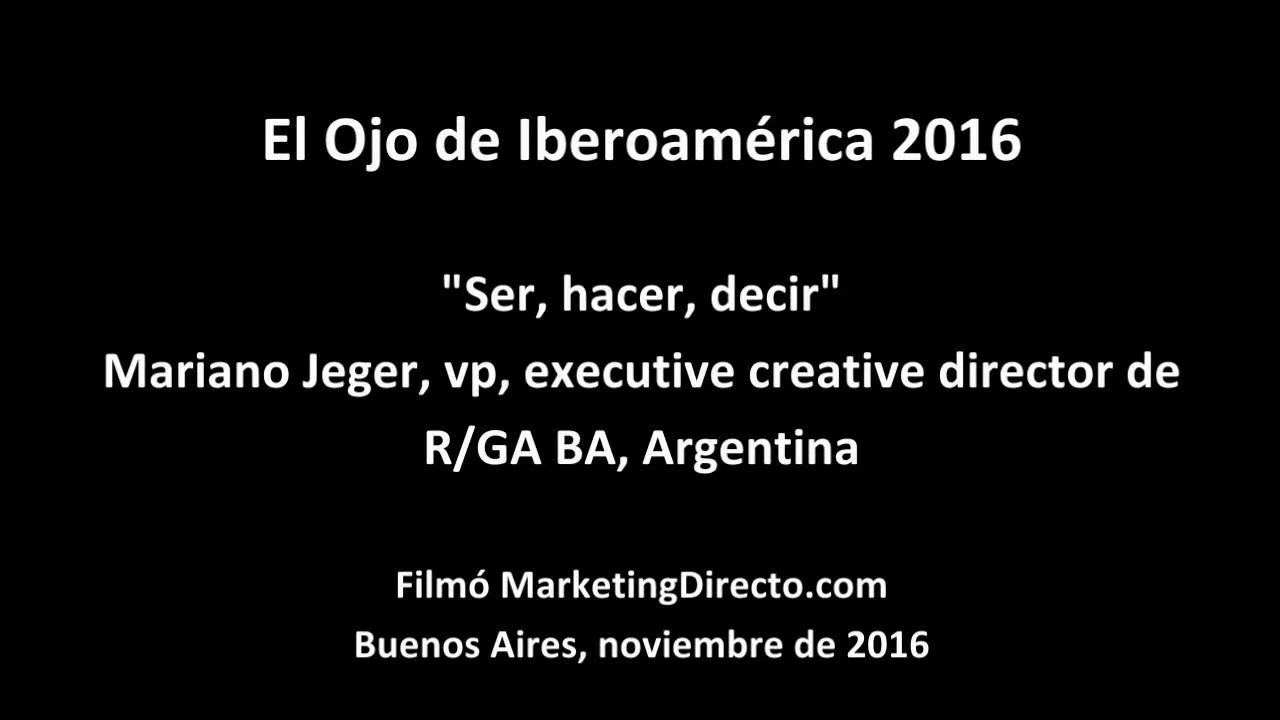 El Ojo de Iberoamérica 2016
"Ser, hacer, decir"
Mariano Jeger, vp, executive creative director de
R/GA BA, Argentina
Filmó MarketingDirecto.com
Buenos Aires, noviembre de 2016